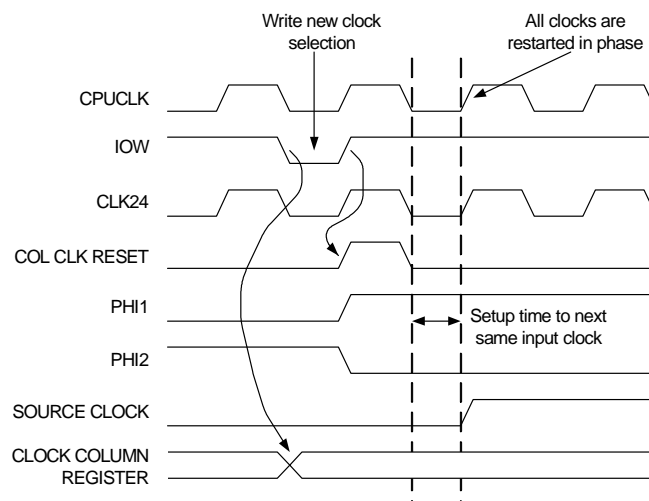 Write new clock
selection
All clocks are
restarted in phase
CPUCLK
IOW
CLK24
COL CLK RESET
PHI1
Setup time to next
same input clock
PHI2
SOURCE CLOCK
CLOCK COLUMN
REGISTER